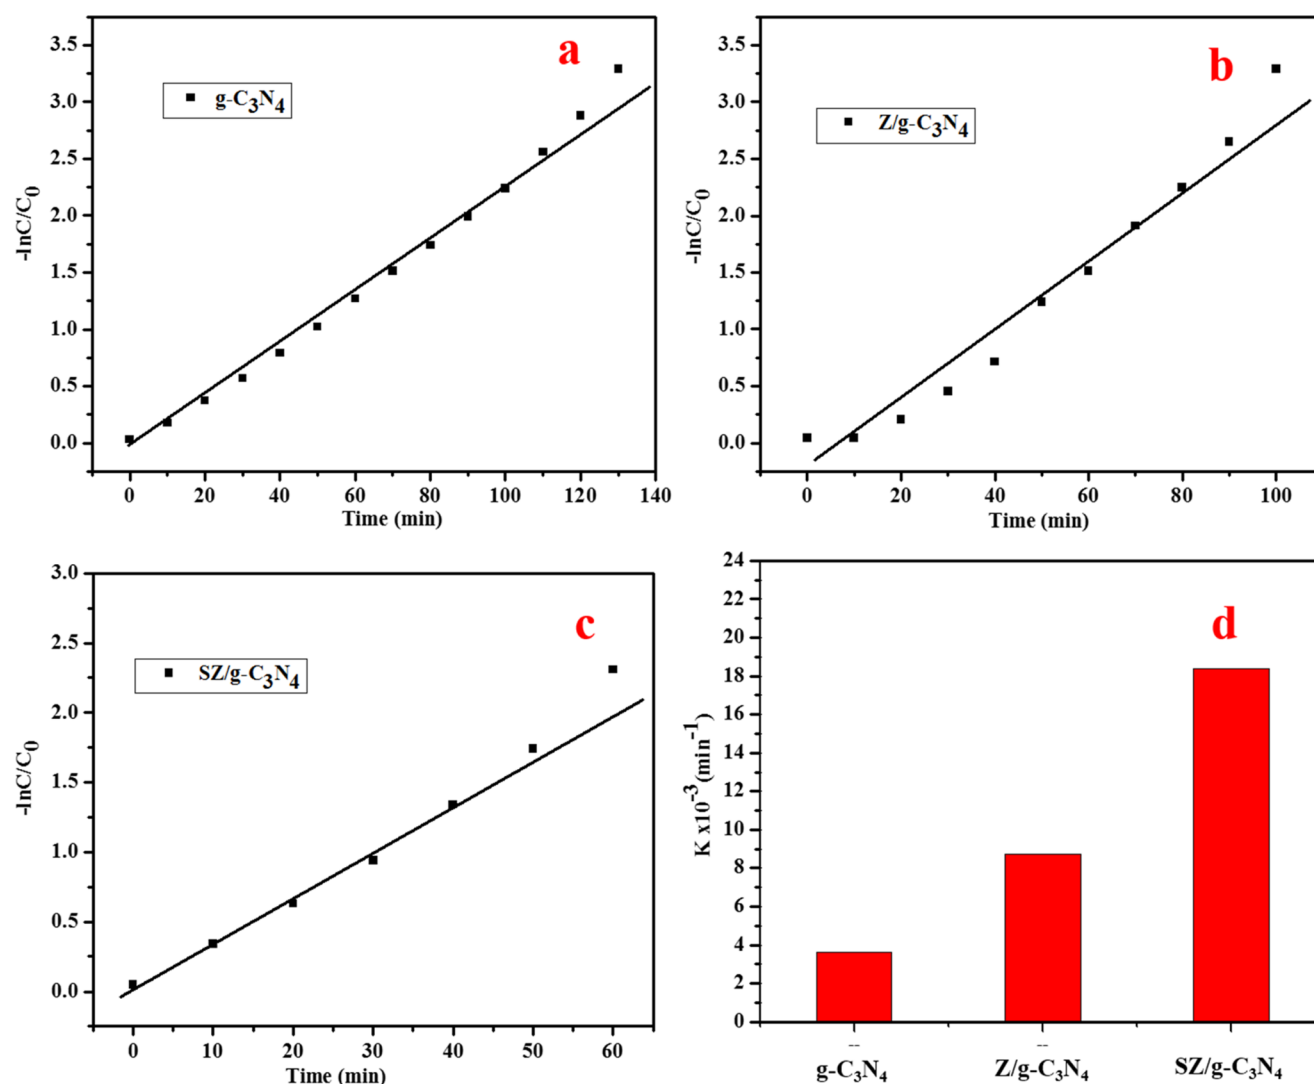 a
g-C3N4
-lnC/C0
3.5
3.0
2.5
2.0
1.5
1.0
0.5
0.0
0 20 40 60 80 100 120 140
Time (min)
b
Z/g-C3N4
-lnC/C0
3.5
3.0
2.5
2.0
1.5
1.0
0.5
0.0
0 20 40 60 80 100
Time (min)
c
SZ/g-C3N4
-lnC/C0
3.0
2.5
2.0
1.5
1.0
0.5
0.0
0 10 20 30 40 50 60
Time (min)
d
K x10-3 (min-1)
24
22
20
18
16
14
12
10
8
6
4
2
0
-- --
g-C3N4 Z/g-C3N4 SZ/g-C3N4